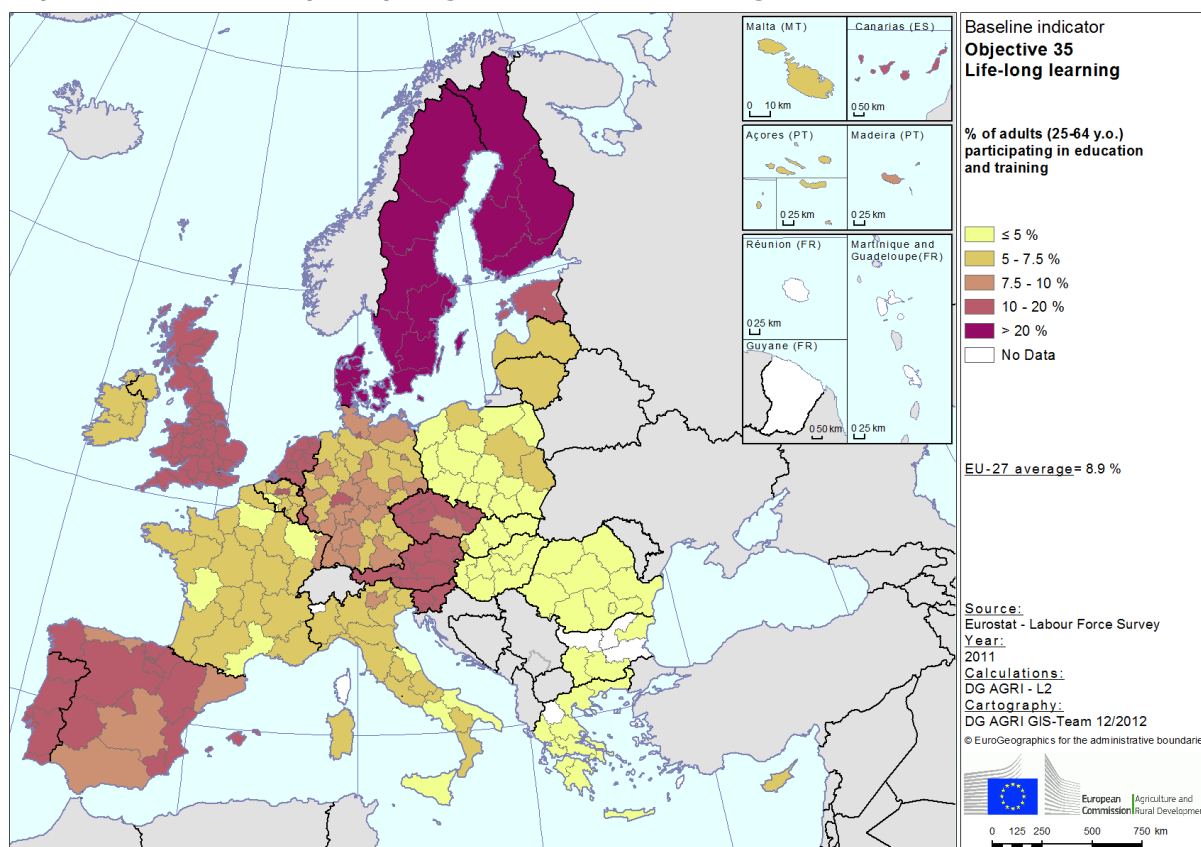 Malta (MT)
0 10 km
Canarias (ES)
0 50 km
Açores (PT)
0 25 km
Madeira (PT)
0 25 km
Réunion (FR)
0 25 km
Martinique and
Guadeloupe(FR)
0 25 km
Guyane (FR)
0 50 km
Baseline indicator
Objective 35
Life-long learning
% of adults (25-64 y.o.)
participating in education
and training
≤ 5 %
5 - 7.5 %
7.5 - 10 %
10 - 20 %
> 20 %
No Data
EU-27 average= 8.9 %
Source:
Eurostat - Labour Force Survey
Year:
2011
Calculations:
DG AGRI - L2
Cartography:
DG AGRI GIS-Team 12/2012
© EuroGeographics for the administrative boundarie
European
Commission
Agriculture and
Rural Developme
0 125 250 500 750 km